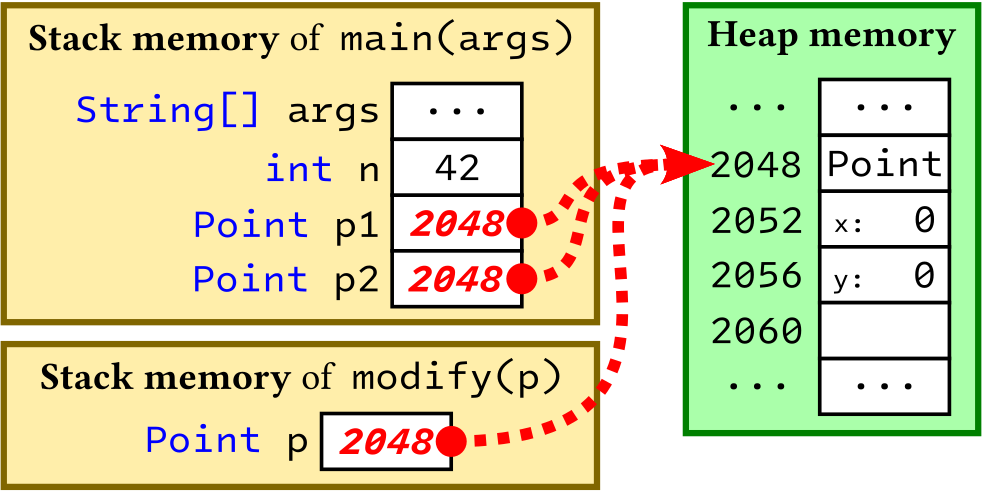 Stack memory of main(args)
String[] args ...
int n 42
Point p1 2048
Point p2 2048
Stack memory of modify(p)
Point p 2048
Heap memory
... ...
2048 Point
2052 x: 0
2056 y: 0
2060
... ...